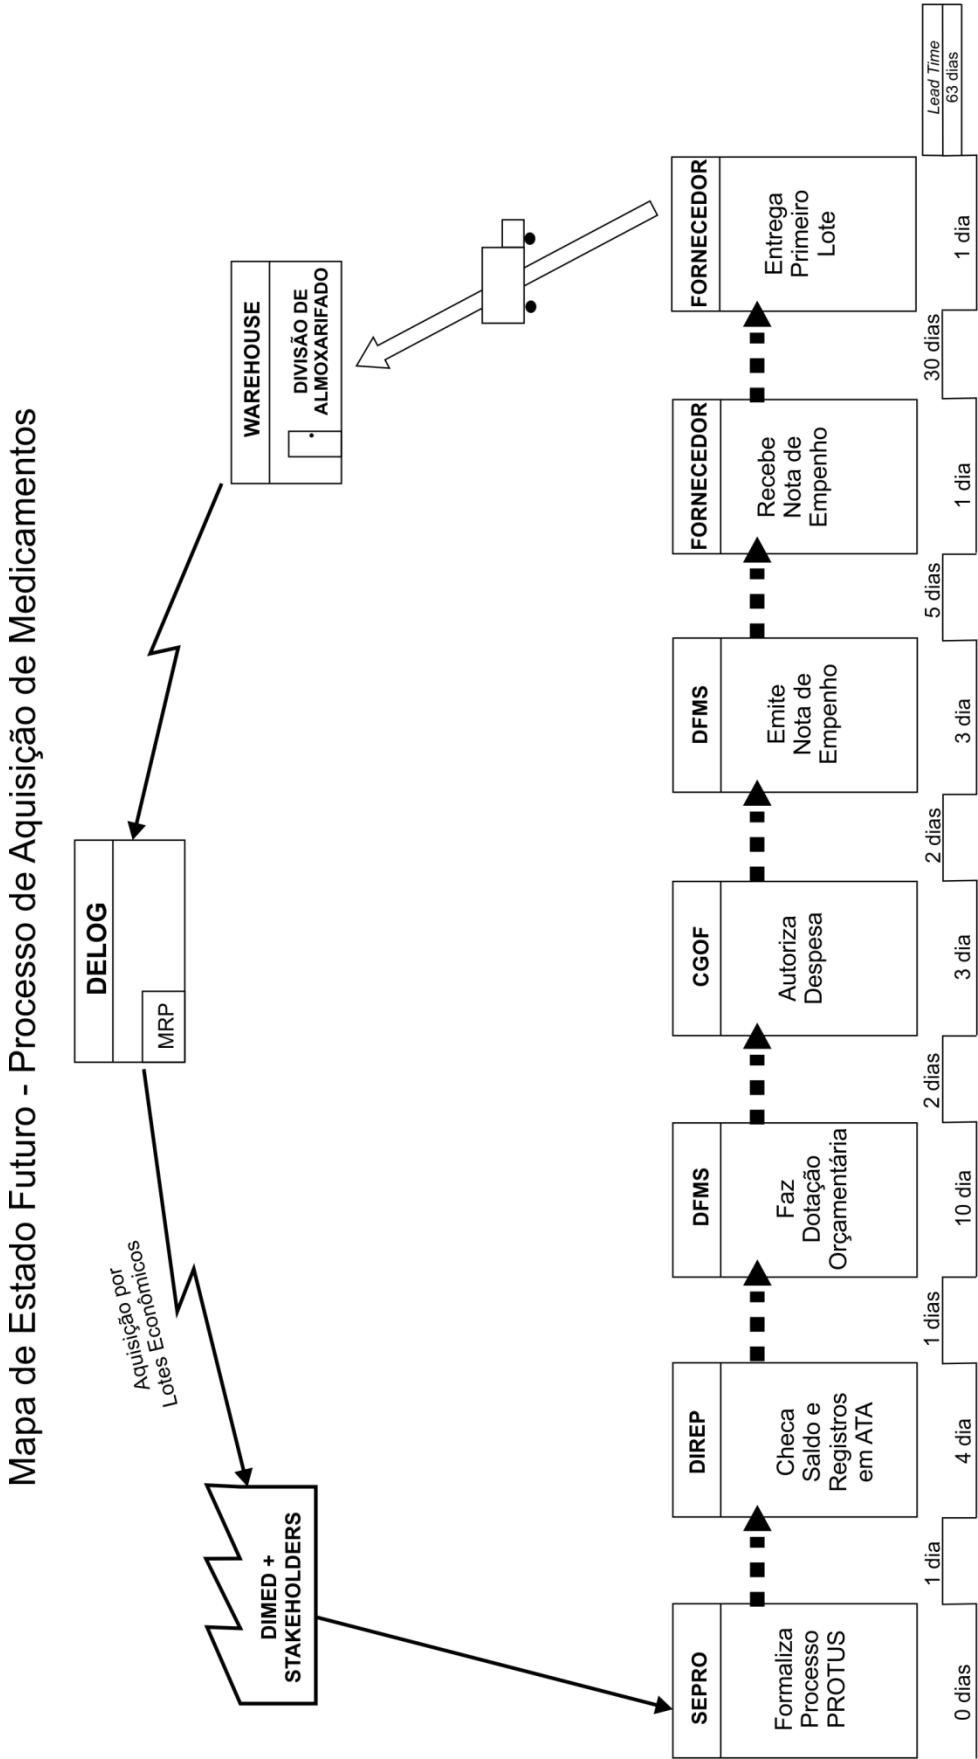 Mapa de Estado Futuro - Processo de Aquisição de Medicamentos
DELOG
MRP
Aquisição por
Lotes Econômicos
DIMED +
STAKEHOLDERS
WAREHOUSE
DIVISÃO DE
ALMOXARIFADO
SEPRO
Formaliza
Processo
PROTUS
DIREP
Checa
Saldo e
Registros
em ATA
DFMS
Faz
Dotação
Orçamentária
CGOF
Autoriza
Despesa
DFMS
Emite
Nota de
Empenho
FORNECEDOR
Recebe
Nota de
Empenho
FORNECEDOR
Entrega
Primeiro
Lote
0 dias
1 dia
4 dia
1 dias
10 dia
2 dias
3 dia
2 dias
3 dia
5 dias
1 dia
30 dias
1 dia
Lead Time
63 dias